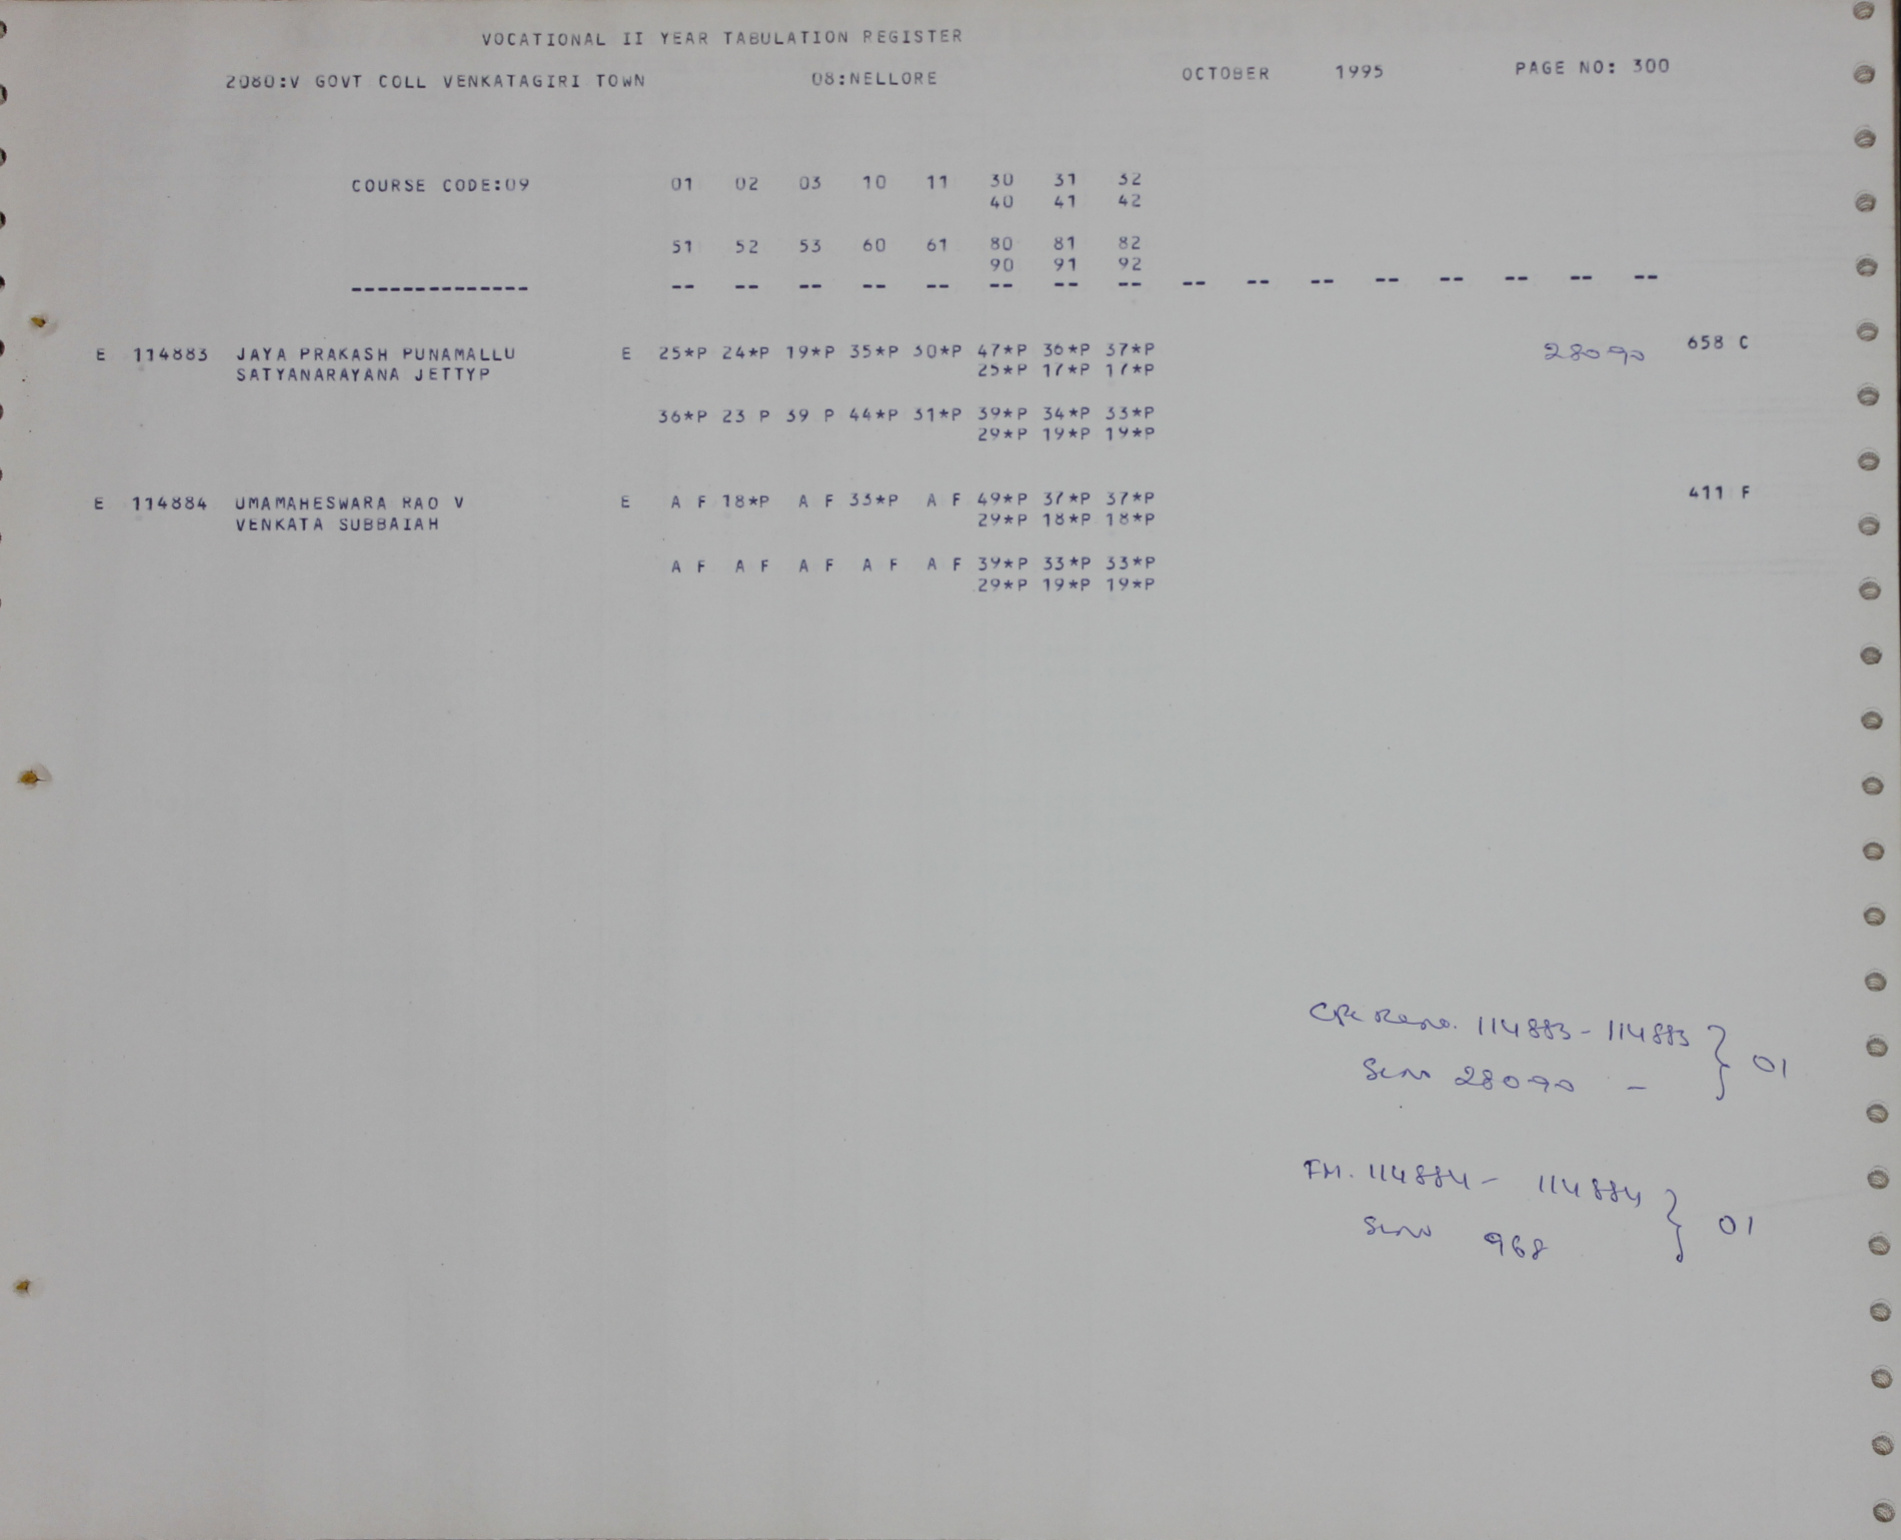 VOCATIONAL II YEAR TABULATION REGISTER
2080:V GOVT COLL VENKATAGIRI TOWN 08:NELLORE OCTOBER 1995 PAGE NO: 300
COURSE CODE:09 01 02 03 10 11 30 31 32
40 41 42
51 52 53 60 61 80 81 82
90 91 92
-------------- -- -- -- -- -- -- -- -- -- -- -- -- -- -- -- --
E 114883 JAYA PRAKASH PUNAMALLU E 25*P 24*P 19*P 35*P 30*P 47*P 36*P 37*P 28090 658 C
SATYANARAYANA JETTYP 25*P 17*P 17*P
36*P 23 P 39 P 44*P 31*P 39*P 34*P 33*P
29*P 19*P 19*P
E 114884 UMAMAHESWARA RAO V E A F 18*P A F 33*P A F 49*P 37*P 37*P 411 F
VENKATA SUBBAIAH 29*P 18*P 18*P
A F A F A F A F A F 39*P 33*P 33*P
29*P 19*P 19*P
114883 - 114883 } 01
28090 -
FM. 114884 - 114884 } 01
968